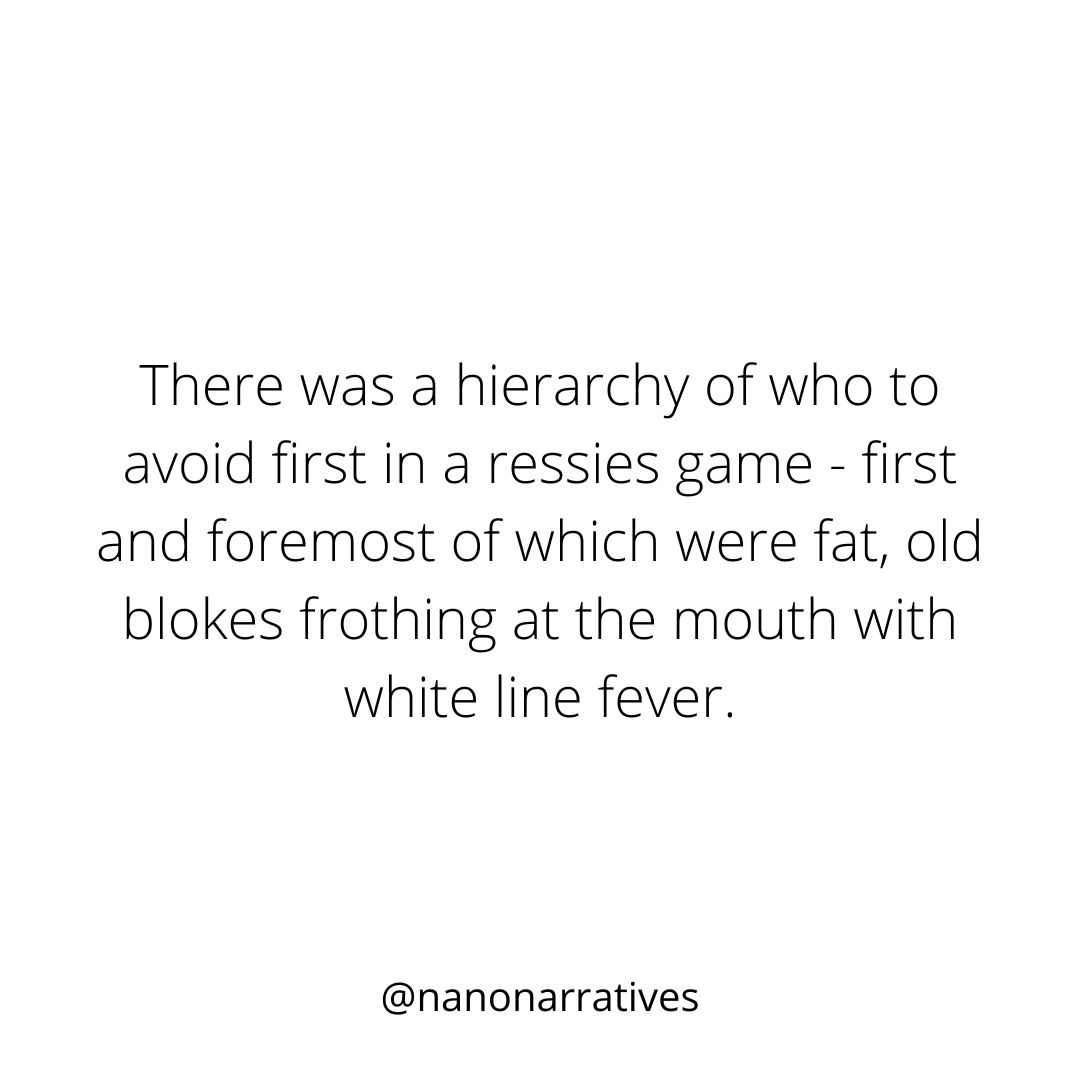 There was a hierarchy of who to
avoid first in a ressies game - first
and foremost of which were fat, old
blokes frothing at the mouth with
white line fever.
@nanonarratives